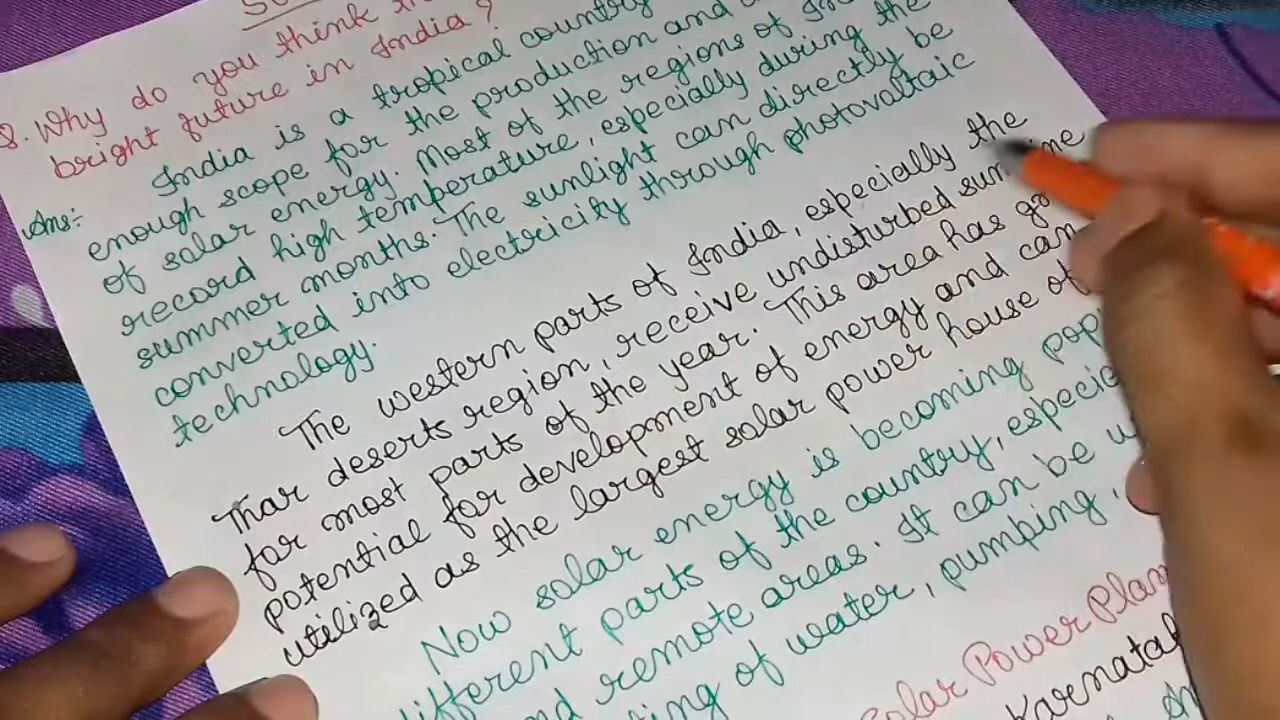 8. Why do you think
bright future in India?
Ans:- India is a tropical country
enough scope for the production and
of solar energy. Most of the regions of
record high temperature, especially during the
summer months. The sunlight can directly be
converted into electricity through photovoltaic
technology.
The western parts of India, especially the
Thar deserts region, receive undisturbed
for most parts of the year. This area has
potential for development of energy and can
utilized as the largest solar power house of
Now solar energy is becoming
different parts of the country,
remote areas. It can be
of water, pumping,
Solar Power